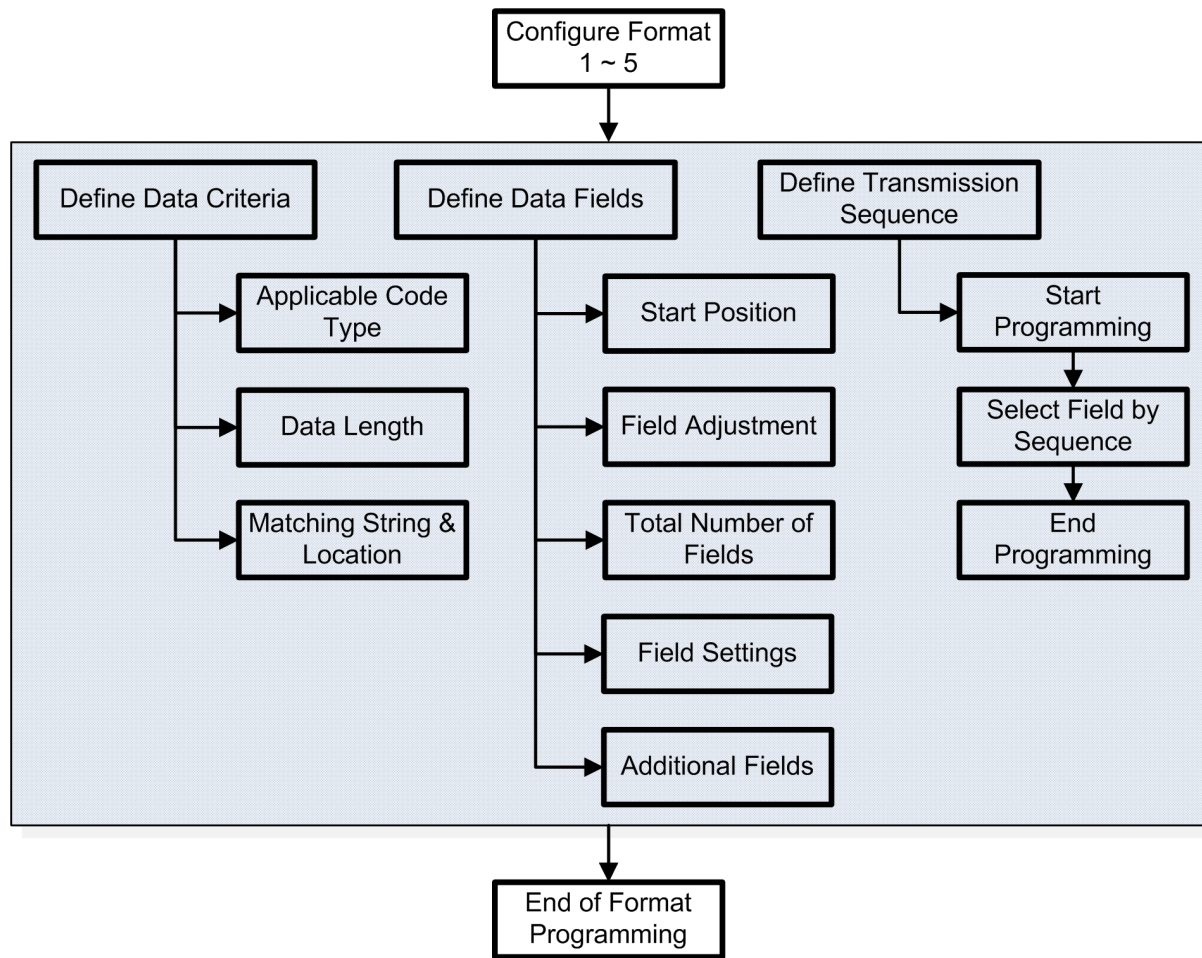 Configure Format
1 ~ 5
Define Data Criteria
Applicable Code
Type
Data Length
Matching String &
Location
Define Data Fields
Start Position
Field Adjustment
Total Number of
Fields
Field Settings
Additional Fields
Define Transmission
Sequence
Start
Programming
Select Field by
Sequence
End
Programming
End of Format
Programming